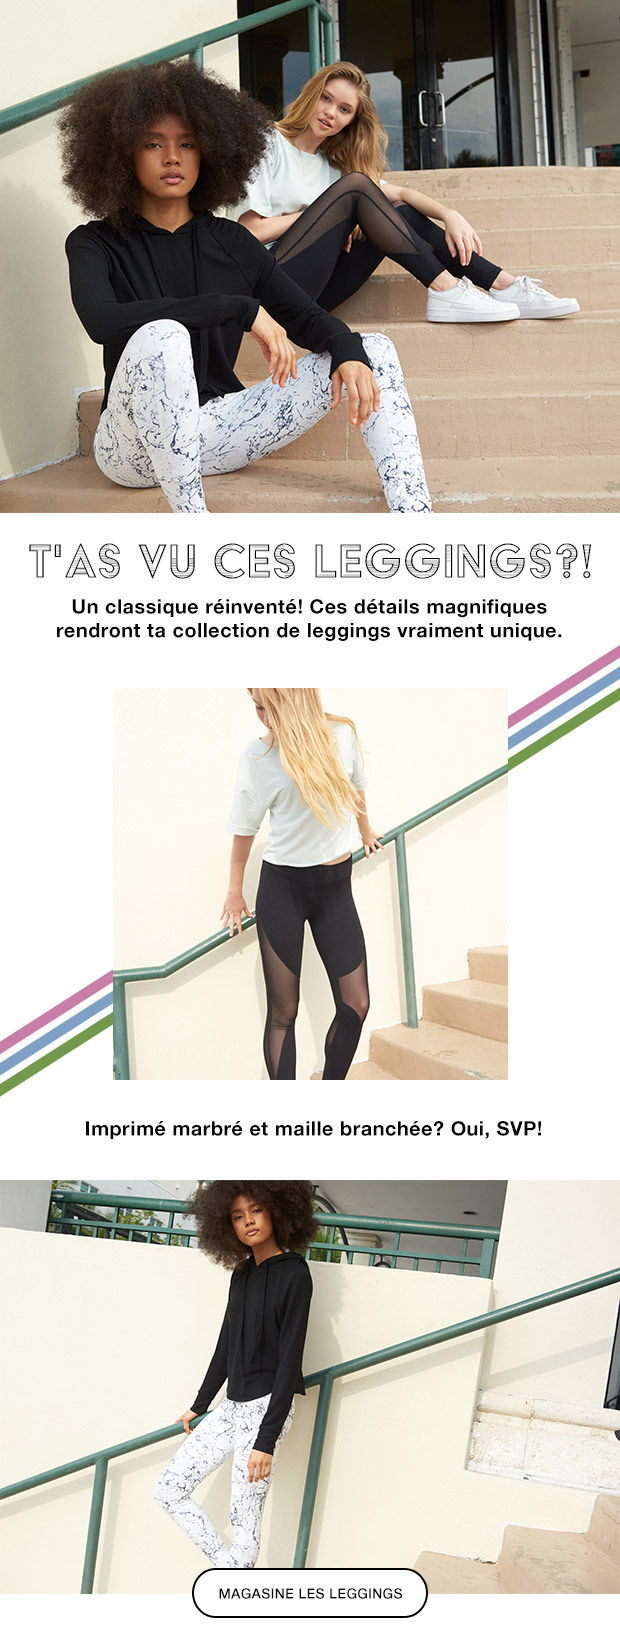 T'AS VU CES LEGGINGS?!
Un classique réinventé! Ces détails magnifiques
rendront ta collection de leggings vraiment unique.
Imprimé marbré et maille branchée? Oui, SVP!
MAGASINE LES LEGGINGS